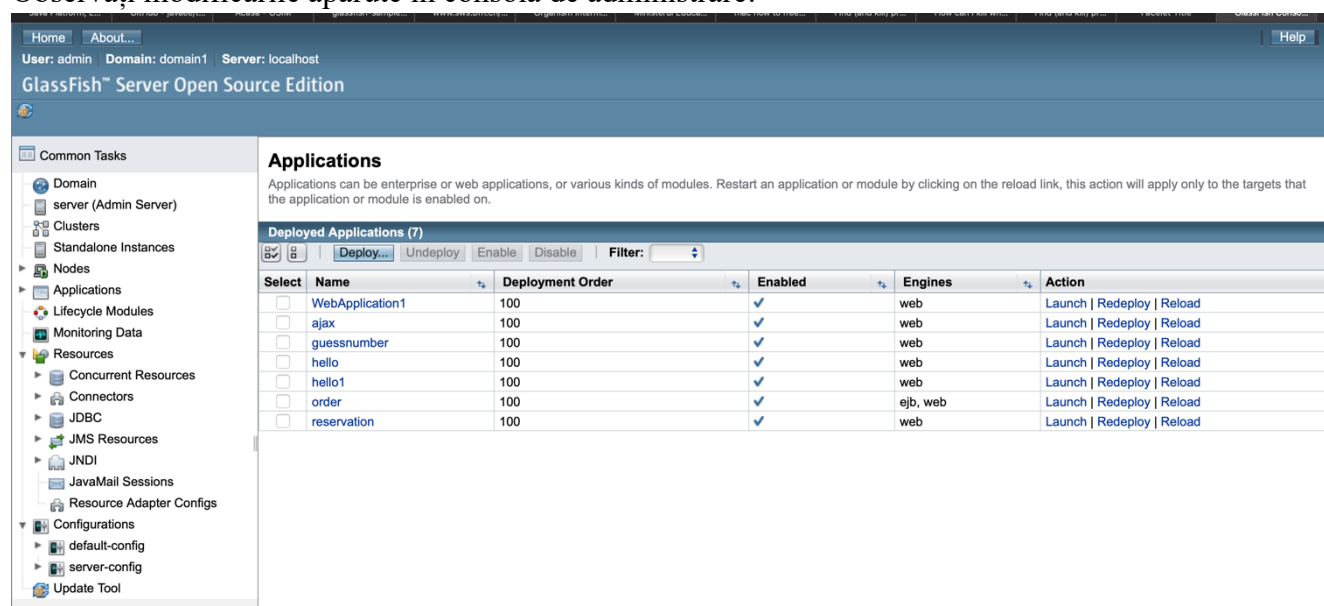 Observați modificările apărute în consola de administrare.
Home About... Help
User: admin Domain: domain1 Server: localhost
GlassFish™ Server Open Source Edition
Common Tasks
Domain
server (Admin Server)
Clusters
Standalone Instances
Nodes
Applications
Lifecycle Modules
Monitoring Data
Resources
Concurrent Resources
Connectors
JDBC
JMS Resources
JNDI
JavaMail Sessions
Resource Adapter Configs
Configurations
default-config
server-config
Update Tool
Applications
Applications can be enterprise or web applications, or various kinds of modules. Restart an application or module by clicking on the reload link, this action will apply only to the targets that
the application or module is enabled on.
Deployed Applications (7)
Deploy... Undeploy Enable Disable Filter:
Select Name Deployment Order Enabled Engines Action
WebApplication1 100 web Launch | Redeploy | Reload
ajax 100 web Launch | Redeploy | Reload
guessnumber 100 web Launch | Redeploy | Reload
hello 100 web Launch | Redeploy | Reload
hello1 100 web Launch | Redeploy | Reload
order 100 ejb, web Launch | Redeploy | Reload
reservation 100 web Launch | Redeploy | Reload